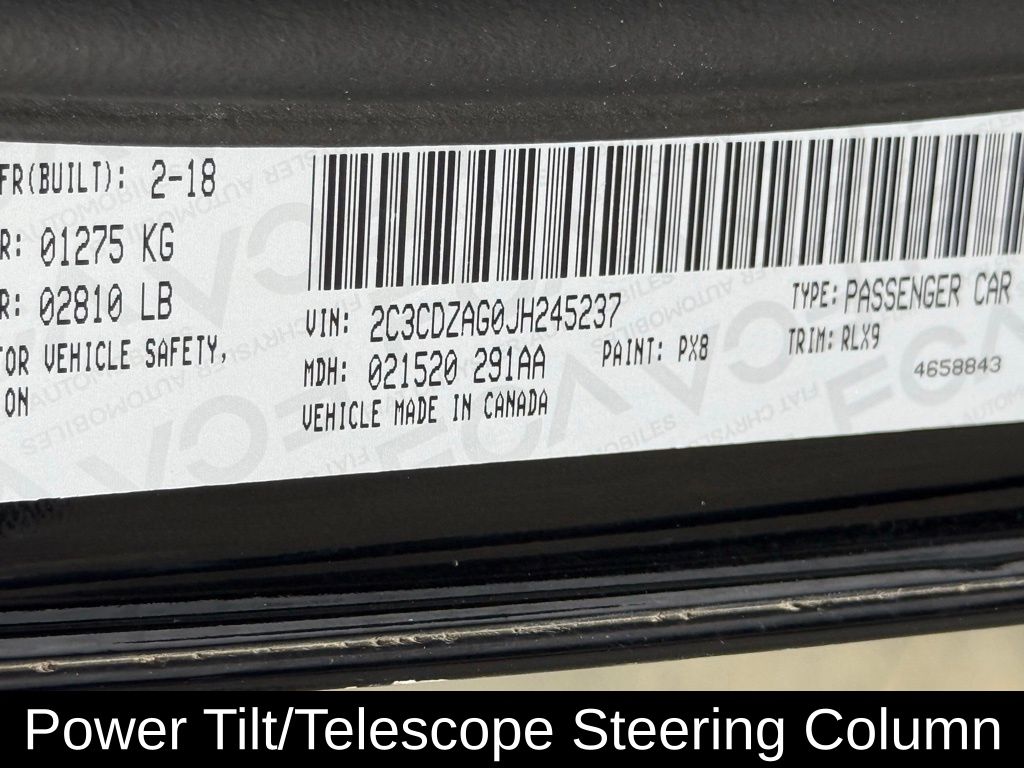 FR(BUILT): 2-18
R: 01275 KG
R: 02810 LB
OR VEHICLE SAFETY,
ON
VIN: 2C3CDZAG0JH245237
TYPE: PASSENGER CAR
MDH: 021520 291AA
PAINT: PX8
TRIM: RLX9
VEHICLE MADE IN CANADA
4658843
Power Tilt/Telescope Steering Column